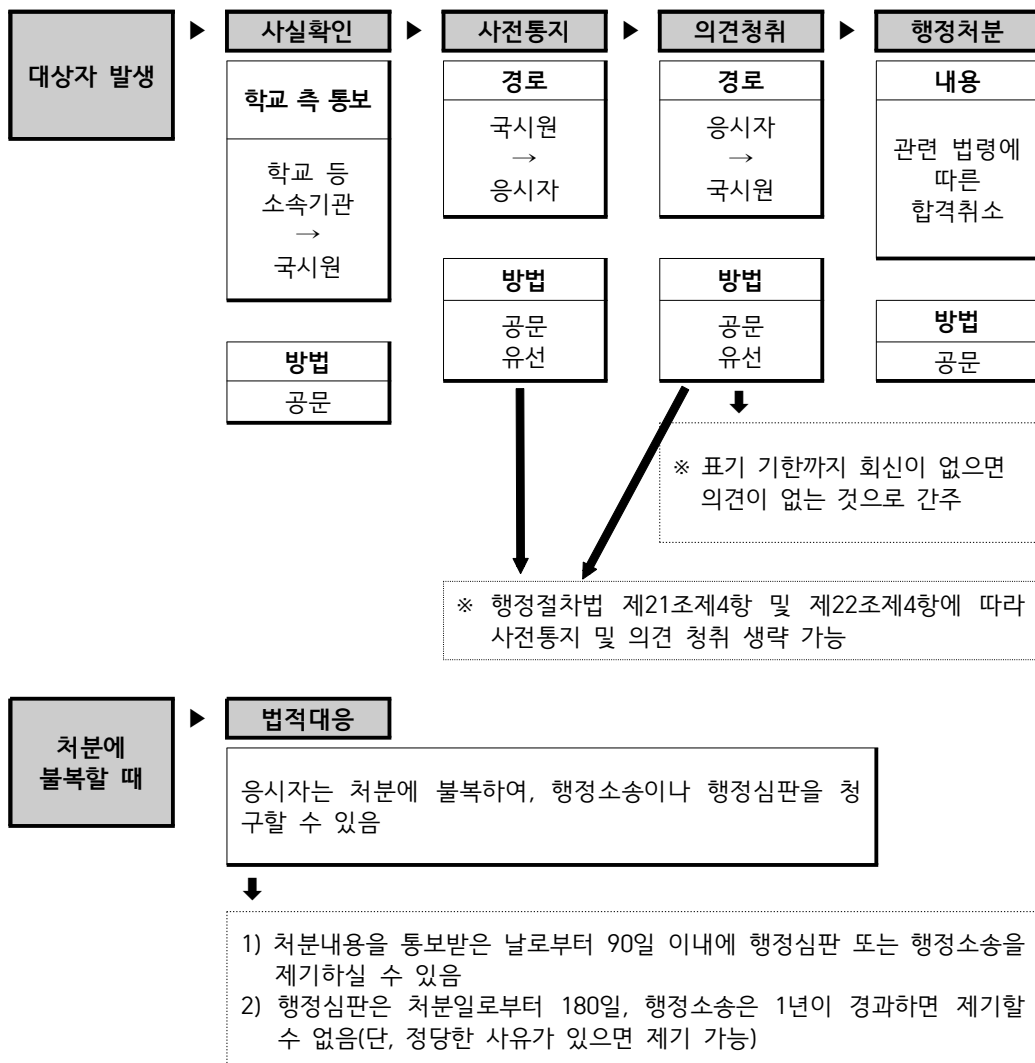 대상자 발생
▶
사실확인
▶
사전통지
▶
의견청취
▶
행정처분
학교 측 통보
학교 등
소속기관
→
국시원
방법
공문
경로
국시원
→
응시자
방법
공문
유선
경로
응시자
→
국시원
방법
공문
유선
내용
관련 법령에
따른
합격취소
방법
공문
※ 표기 기한까지 회신이 없으면
의견이 없는 것으로 간주
※ 행정절차법 제21조제4항 및 제22조제4항에 따라
사전통지 및 의견 청취 생략 가능
처분에
불복할 때
▶
법적대응
응시자는 처분에 불복하여, 행정소송이나 행정심판을 청
구할 수 있음
1) 처분내용을 통보받은 날로부터 90일 이내에 행정심판 또는 행정소송을
제기하실 수 있음
2) 행정심판은 처분일로부터 180일, 행정소송은 1년이 경과하면 제기할
수 없음(단, 정당한 사유가 있으면 제기 가능)